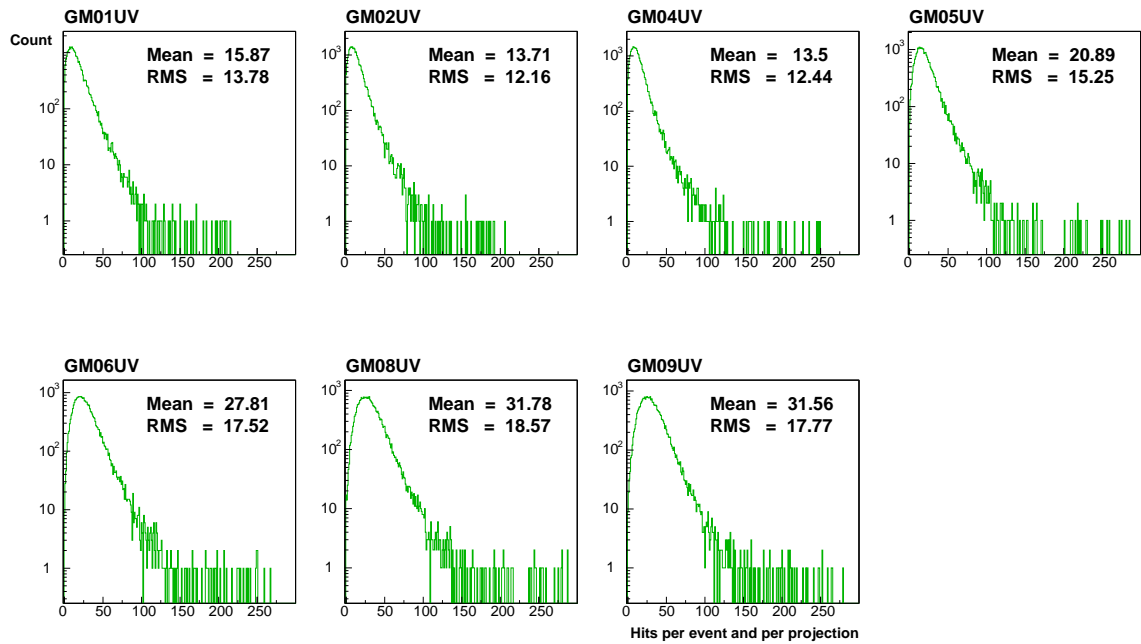 GM01UV
GM02UV
GM04UV
GM05UV
Count
Mean = 15.87
RMS = 13.78
Mean = 13.71
RMS = 12.16
Mean = 13.5
RMS = 12.44
Mean = 20.89
RMS = 15.25
10³
10²
10
1
10³
10²
10
1
10²
10
1
10³
10²
10
1
0 50 100 150 200 250
0 50 100 150 200 250
0 50 100 150 200 250
0 50 100 150 200 250
GM06UV
GM08UV
GM09UV
Mean = 27.81
RMS = 17.52
Mean = 31.78
RMS = 18.57
Mean = 31.56
RMS = 17.77
10³
10²
10
1
10³
10²
10
1
10³
10²
10
1
0 50 100 150 200 250
0 50 100 150 200 250
0 50 100 150 200 250
Hits per event and per projection